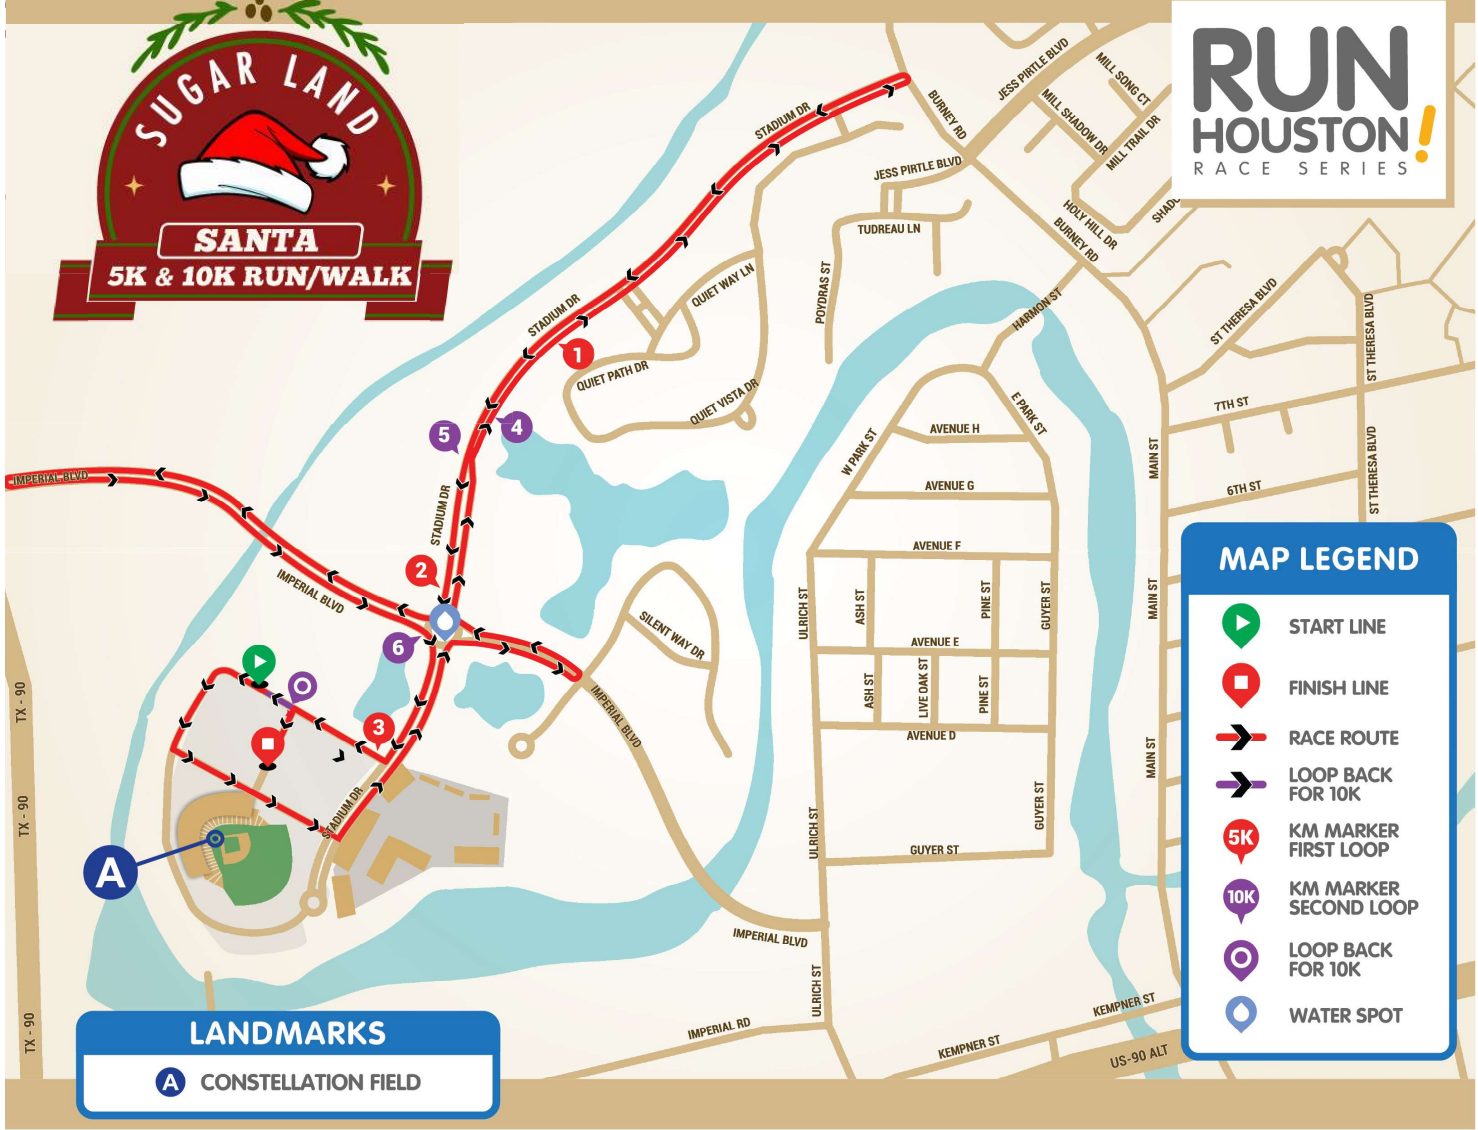 SUGAR LAND
SANTA
5K & 10K RUN/WALK
RUN
HOUSTON!
RACE SERIES
JESS PIRTLE BLVD
MILL SONG CT
MILL SHADOW DR
MILL TRAIL DR
STADIUM DR
BURNEY RD
JESS PIRTLE BLVD
HOLY HILL DR
SHADO
BURNEY RD
TUDREAU LN
POYDRAS ST
QUIET WAY LN
HARMON ST
ST THERESA BLVD
ST THERESA BLVD
STADIUM DR
1
QUIET PATH DR
QUIET VISTA DR
5
4
7TH ST
E PARK ST
AVENUE H
W PARK ST
MAIN ST
ST THERESA BLVD
IMPERIAL BLVD
AVENUE G
6TH ST
STADIUM DR
AVENUE F
2
IMPERIAL BLVD
ULRICH ST
ASH ST
PINE ST
GUYER ST
MAIN ST
6
SILENT WAY DR
AVENUE E
TX - 90
IMPERIAL BLVD
ASH ST
LIVE OAK ST
PINE ST
3
AVENUE D
MAIN ST
TX - 90
STADIUM DR
ULRICH ST
GUYER ST
GUYER ST
A
IMPERIAL BLVD
ULRICH ST
TX - 90
IMPERIAL RD
KEMPNER ST
KEMPNER ST
US-90 ALT
MAP LEGEND
START LINE
FINISH LINE
RACE ROUTE
LOOP BACK
FOR 10K
5K
KM MARKER
FIRST LOOP
10K
KM MARKER
SECOND LOOP
LOOP BACK
FOR 10K
WATER SPOT
LANDMARKS
A CONSTELLATION FIELD